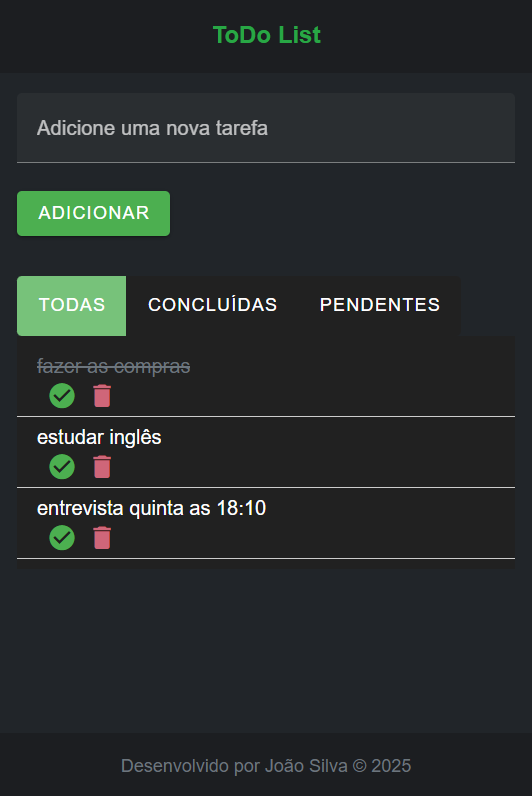 ToDo List
Adicione uma nova tarefa
ADICIONAR
TODAS CONCLUÍDAS PENDENTES
fazer as compras
estudar inglês
entrevista quinta as 18:10
Desenvolvido por João Silva © 2025